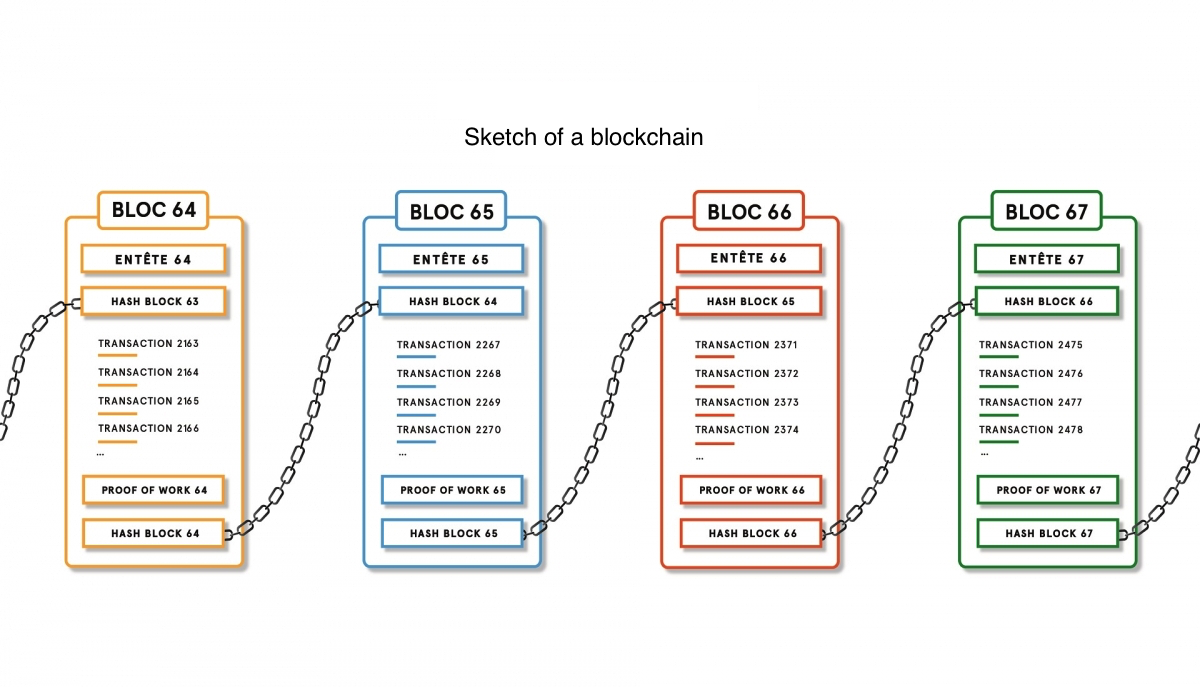 Sketch of a blockchain
BLOC 64
ENTÊTE 64
HASH BLOCK 63
TRANSACTION 2163
TRANSACTION 2164
TRANSACTION 2165
TRANSACTION 2166
...
PROOF OF WORK 64
HASH BLOCK 64
BLOC 65
ENTÊTE 65
HASH BLOCK 64
TRANSACTION 2267
TRANSACTION 2268
TRANSACTION 2269
TRANSACTION 2270
...
PROOF OF WORK 65
HASH BLOCK 65
BLOC 66
ENTÊTE 66
HASH BLOCK 65
TRANSACTION 2371
TRANSACTION 2372
TRANSACTION 2373
TRANSACTION 2374
...
PROOF OF WORK 66
HASH BLOCK 66
BLOC 67
ENTÊTE 67
HASH BLOCK 66
TRANSACTION 2475
TRANSACTION 2476
TRANSACTION 2477
TRANSACTION 2478
...
PROOF OF WORK 67
HASH BLOCK 67